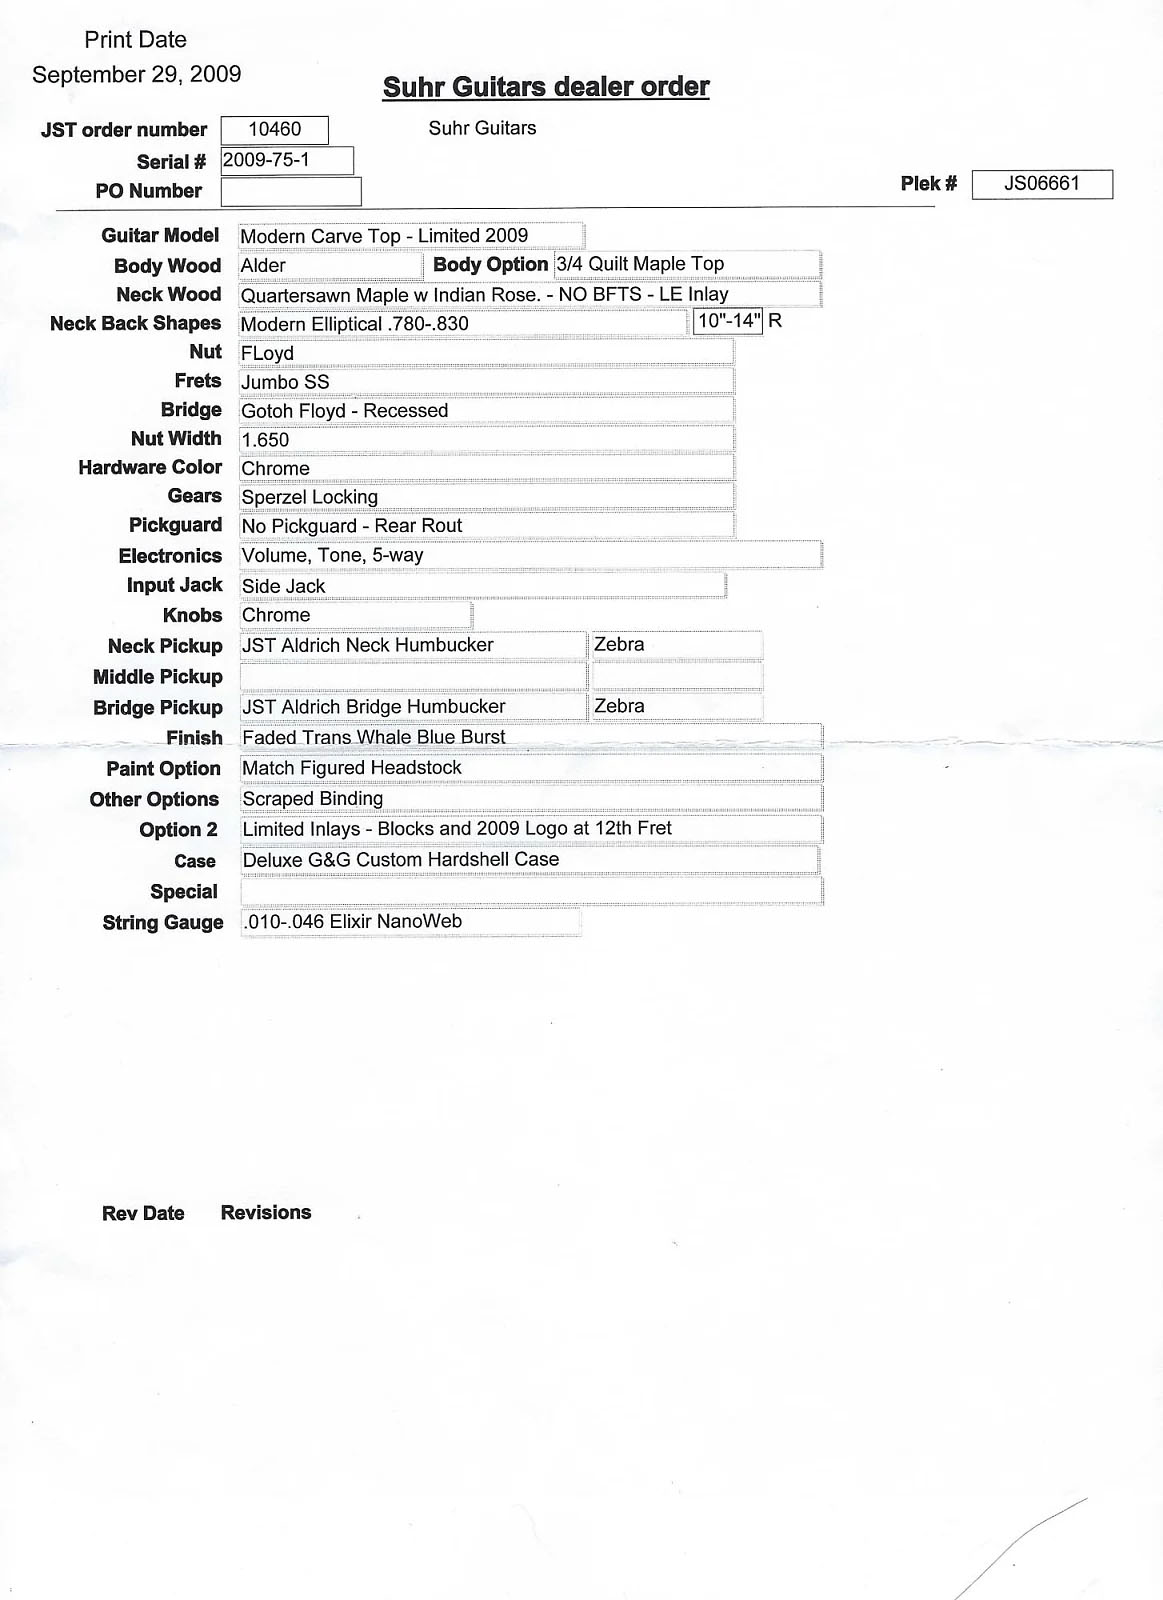 Print Date
September 29, 2009
Suhr Guitars dealer order
JST order number 10460 Suhr Guitars
Serial # 2009-75-1
PO Number
Plek # JS06661
Guitar Model Modern Carve Top - Limited 2009
Body Wood Alder Body Option 3/4 Quilt Maple Top
Neck Wood Quartersawn Maple w Indian Rose. - NO BFTS - LE Inlay
Neck Back Shapes Modern Elliptical .780-.830 10"-14" R
Nut FLoyd
Frets Jumbo SS
Bridge Gotoh Floyd - Recessed
Nut Width 1.650
Hardware Color Chrome
Gears Sperzel Locking
Pickguard No Pickguard - Rear Rout
Electronics Volume, Tone, 5-way
Input Jack Side Jack
Knobs Chrome
Neck Pickup JST Aldrich Neck Humbucker Zebra
Middle Pickup
Bridge Pickup JST Aldrich Bridge Humbucker Zebra
Finish Faded Trans Whale Blue Burst
Paint Option Match Figured Headstock
Other Options Scraped Binding
Option 2 Limited Inlays - Blocks and 2009 Logo at 12th Fret
Case Deluxe G&G Custom Hardshell Case
Special
String Gauge .010-.046 Elixir NanoWeb
Rev Date Revisions